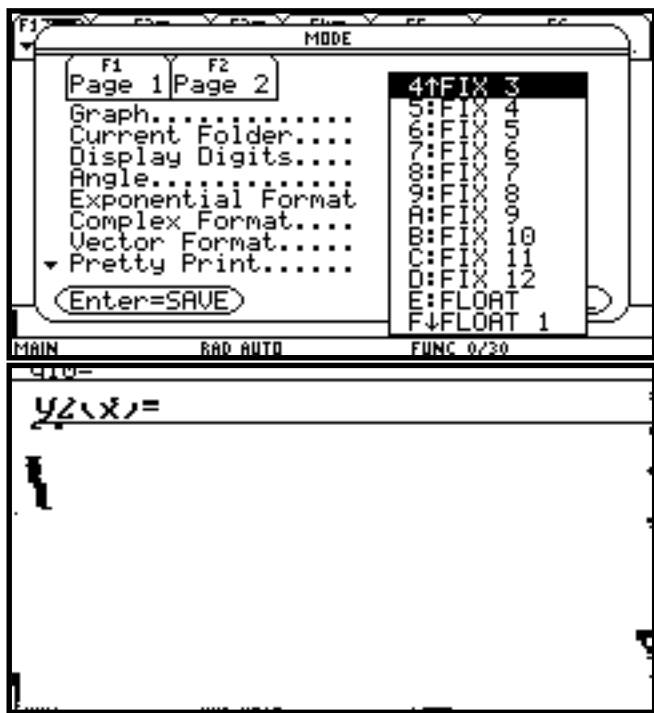 MODE
F1 F2
Page 1 Page 2
Graph.............
Current Folder....
Display Digits....
Angle.............
Exponential Format
Complex Format....
Vector Format.....
Pretty Print......
4↑FIX 3
5:FIX 4
6:FIX 5
7:FIX 6
8:FIX 7
9:FIX 8
A:FIX 9
B:FIX 10
C:FIX 11
D:FIX 12
E:FLOAT
F↓FLOAT 1
Enter=SAVE
MAIN RAD AUTO FUNC 0/30
y2(x)=